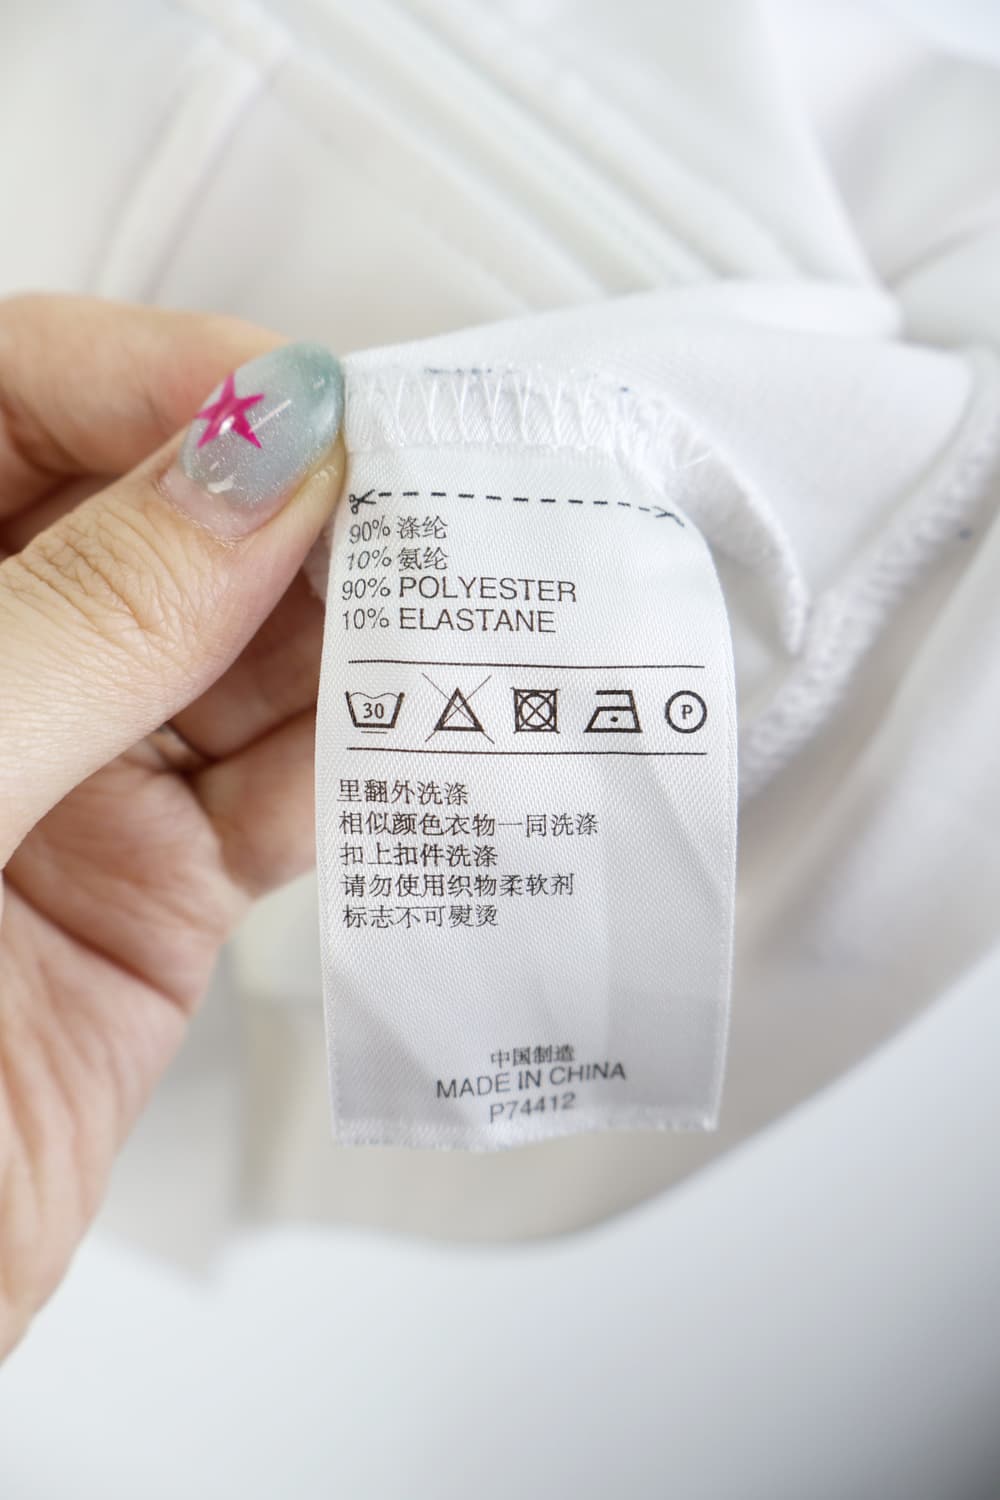 90% 涤纶
10% 氨纶
90% POLYESTER
10% ELASTANE
30
P
里翻外洗涤
相似颜色衣物一同洗涤
扣上扣件洗涤
请勿使用织物柔软剂
标志不可熨烫
中国制造
MADE IN CHINA
P74412